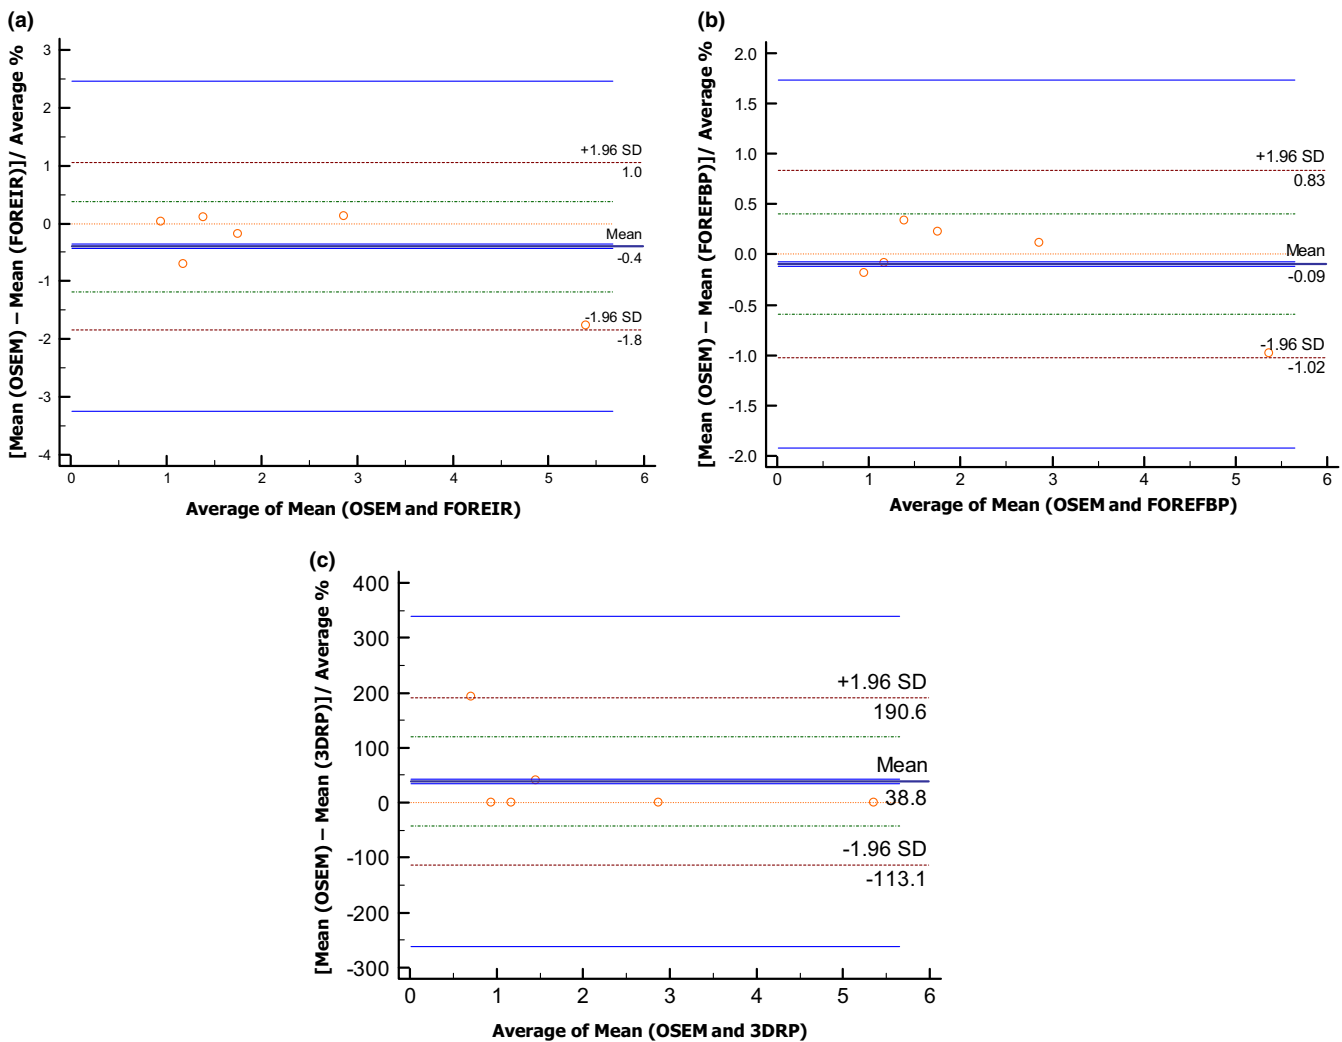 (a)
[Mean (OSEM) – Mean (FOREIR)]/ Average %
3
2
1
0
-1
-2
-3
-4
+1.96 SD
1.0
Mean
-0.4
-1.96 SD
-1.8
0 1 2 3 4 5 6
Average of Mean (OSEM and FOREIR)
(b)
[Mean (OSEM) – Mean (FOREFBP)]/ Average %
2.0
1.5
1.0
0.5
0.0
-0.5
-1.0
-1.5
-2.0
+1.96 SD
0.83
Mean
-0.09
-1.96 SD
-1.02
0 1 2 3 4 5 6
Average of Mean (OSEM and FOREFBP)
(c)
[Mean (OSEM) – Mean (3DRP)]/ Average %
400
300
200
100
0
-100
-200
-300
+1.96 SD
190.6
Mean
38.8
-1.96 SD
-113.1
0 1 2 3 4 5 6
Average of Mean (OSEM and 3DRP)